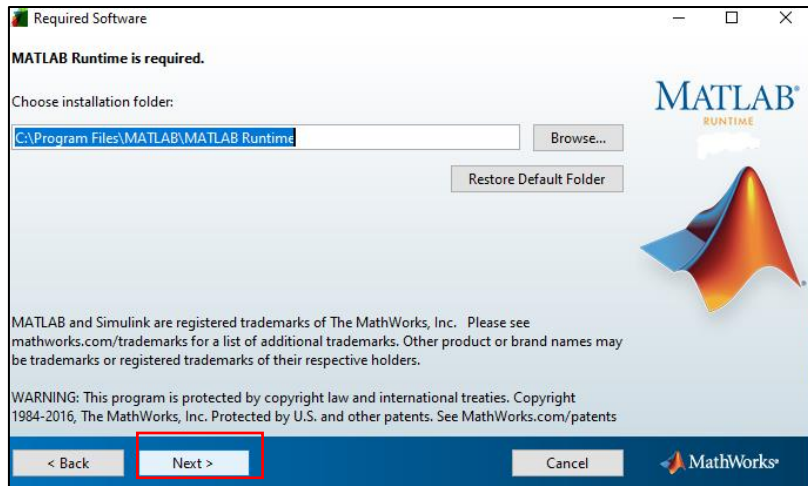 Required Software
MATLAB Runtime is required.
Choose installation folder:
C:\Program Files\MATLAB\MATLAB Runtime
Browse...
Restore Default Folder
MATLAB®
RUNTIME
MATLAB and Simulink are registered trademarks of The MathWorks, Inc. Please see
mathworks.com/trademarks for a list of additional trademarks. Other product or brand names may
be trademarks or registered trademarks of their respective holders.
WARNING: This program is protected by copyright law and international treaties. Copyright
1984-2016, The MathWorks, Inc. Protected by U.S. and other patents. See MathWorks.com/patents
< Back
Next >
Cancel
MathWorks®